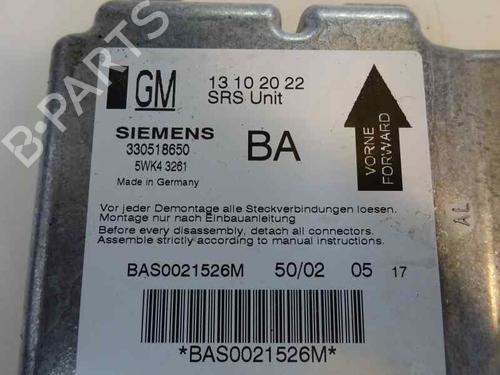 GM
13 10 20 22
SRS Unit
SIEMENS
330518650
5WK4 3261
Made in Germany
BA
VORNE
FORWARD
Vor jeder Demontage alle Steckverbindungen loesen.
Montage nur nach Einbauanleitung
Before every disassembly, detach all connectors.
Assemble strictly according to manual instructions.
BAS0021526M 50/02 05 17
*BAS0021526M*
AL
B-PARTS